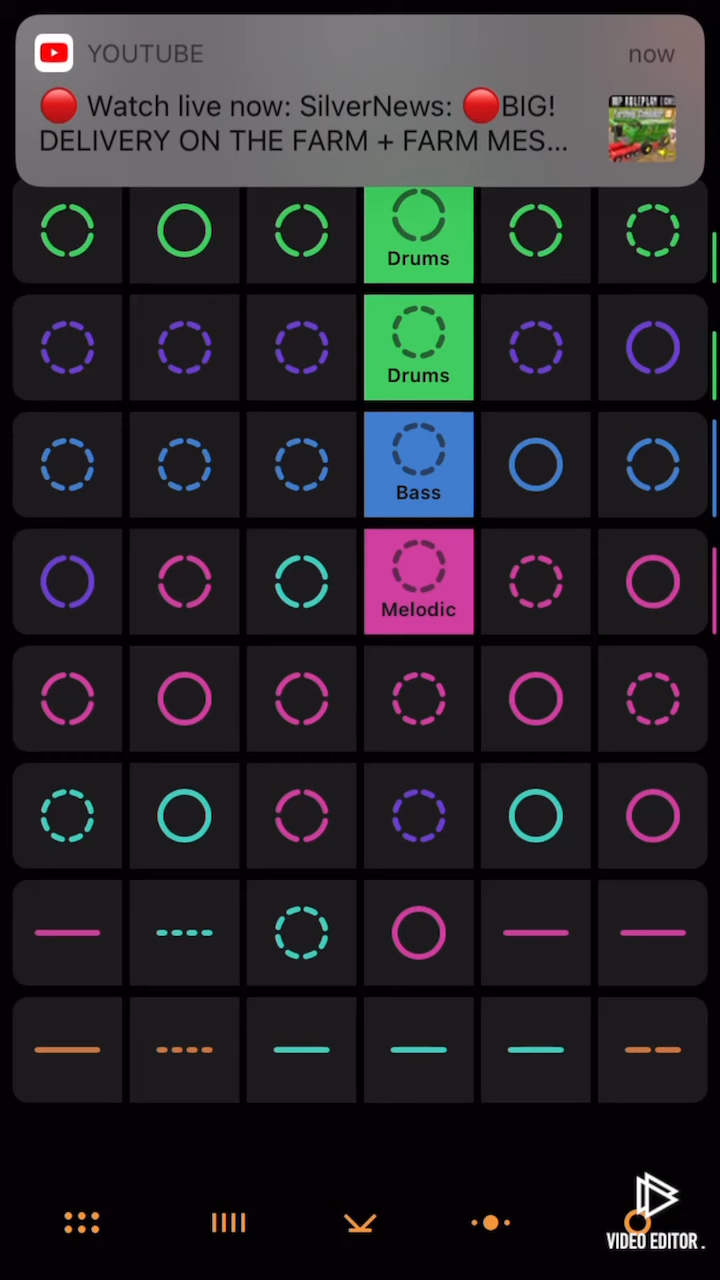 YOUTUBE
now
🔴 Watch live now: SilverNews: 🔴BIG!
DELIVERY ON THE FARM + FARM MES...
Drums
Drums
Bass
Melodic
VIDEO EDITOR.